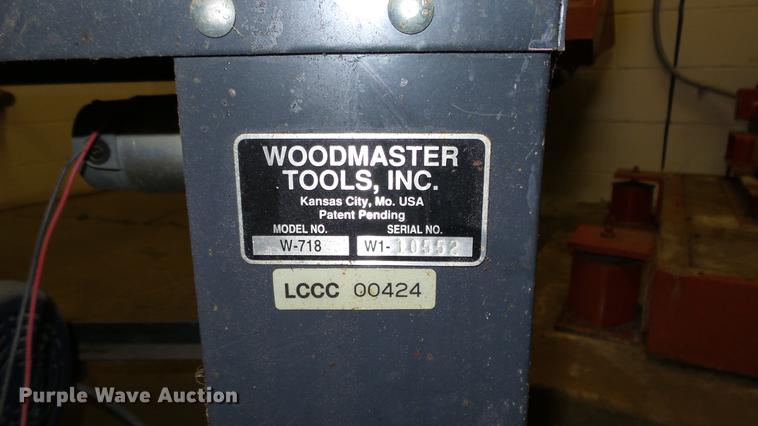 WOODMASTER
TOOLS, INC.
Kansas City, Mo. USA
Patent Pending
MODEL NO. SERIAL NO.
W-718 W1-10552
LCCC 00424
Purple Wave Auction